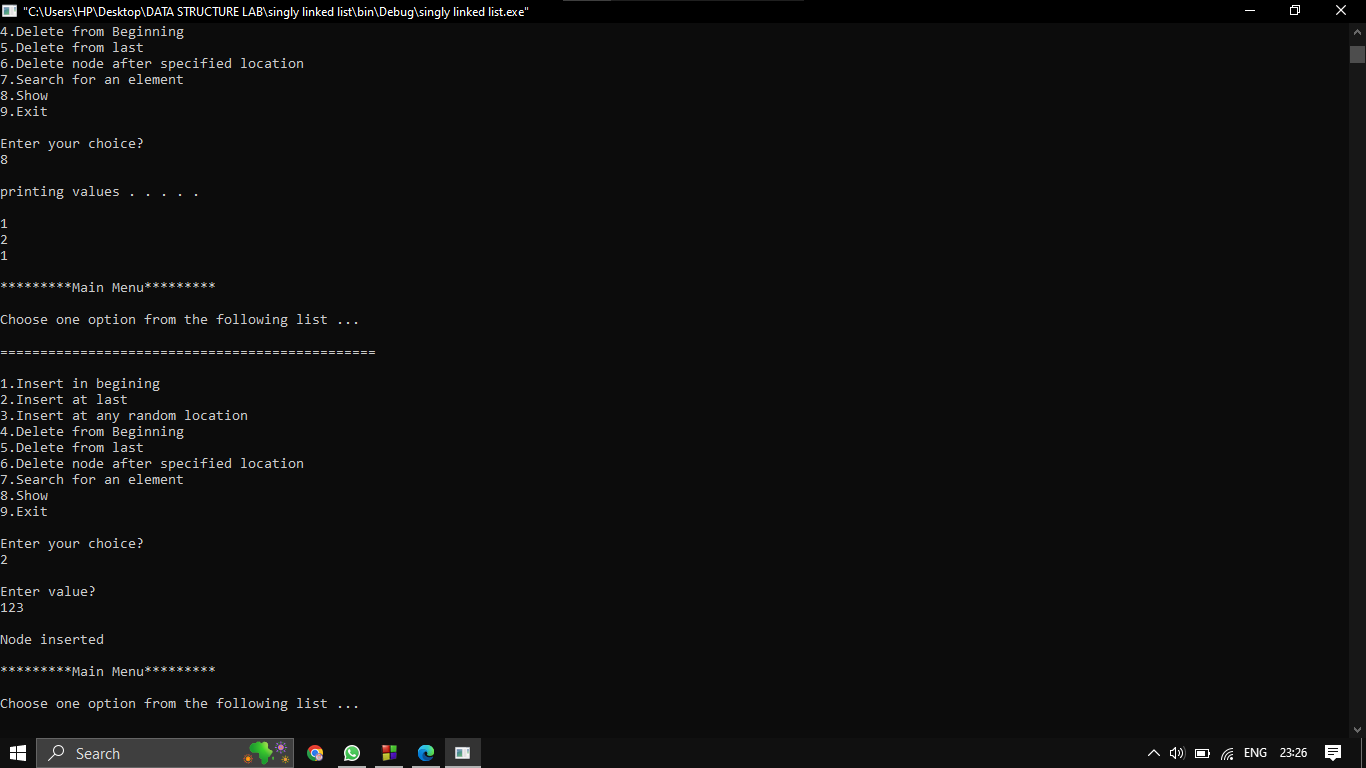 "C:\Users\HP\Desktop\DATA STRUCTURE LAB\singly linked list\bin\Debug\singly linked list.exe"
4.Delete from Beginning
5.Delete from last
6.Delete node after specified location
7.Search for an element
8.Show
9.Exit
Enter your choice?
8
printing values . . . . .
1
2
1
*********Main Menu*********
Choose one option from the following list ...
===============================================
1.Insert in begining
2.Insert at last
3.Insert at any random location
4.Delete from Beginning
5.Delete from last
6.Delete node after specified location
7.Search for an element
8.Show
9.Exit
Enter your choice?
2
Enter value?
123
Node inserted
*********Main Menu*********
Choose one option from the following list ...
Search
ENG
23:26